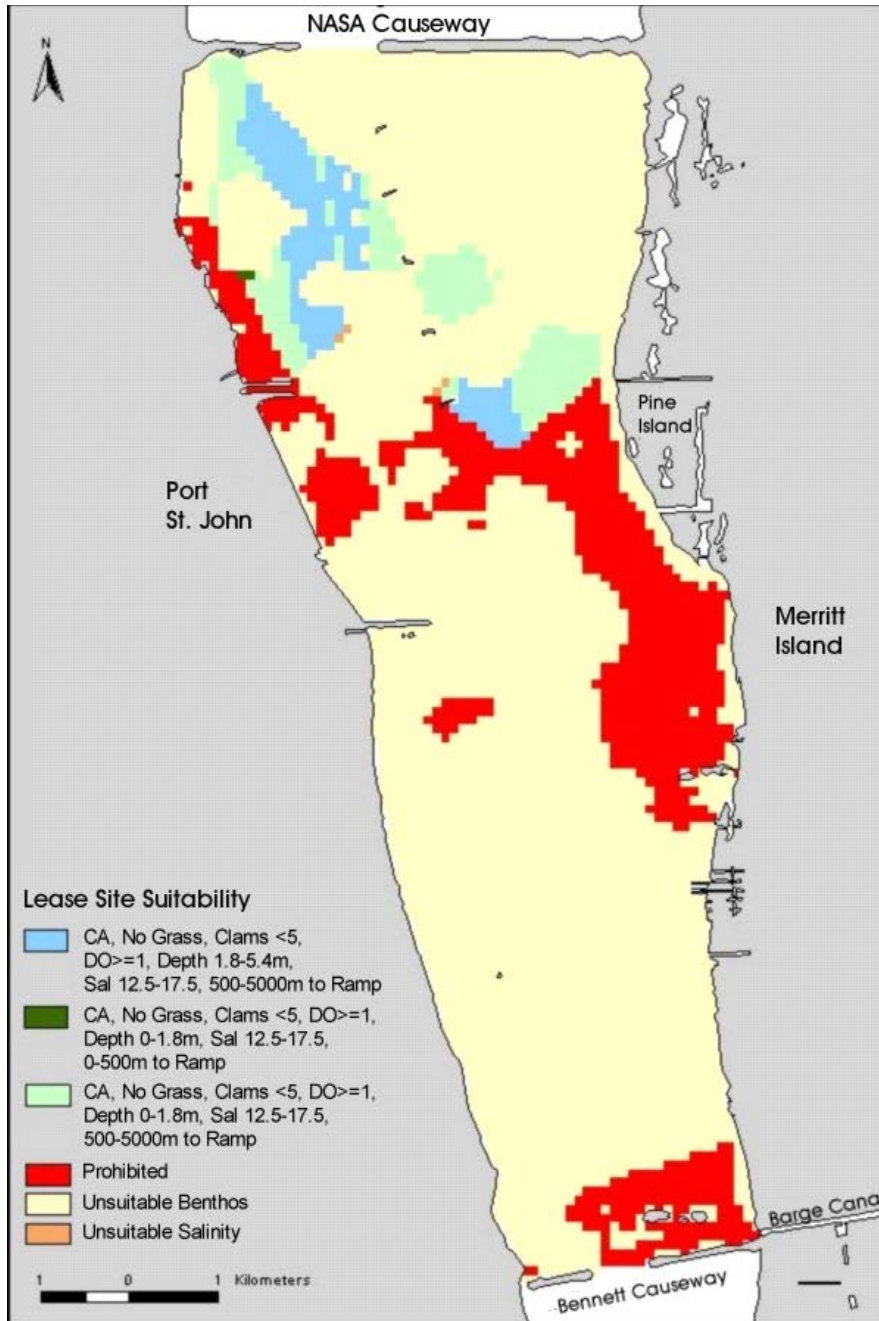 NASA Causeway
N
Pine
Island
Port
St. John
Merritt
Island
Lease Site Suitability
CA, No Grass, Clams <5,
DO>=1, Depth 1.8-5.4m,
Sal 12.5-17.5, 500-5000m to Ramp
CA, No Grass, Clams <5, DO>=1,
Depth 0-1.8m, Sal 12.5-17.5,
0-500m to Ramp
CA, No Grass, Clams <5, DO>=1,
Depth 0-1.8m, Sal 12.5-17.5,
500-5000m to Ramp
Prohibited
Unsuitable Benthos
Unsuitable Salinity
Barge Cana
1 0 1 Kilometers
Bennett Causeway